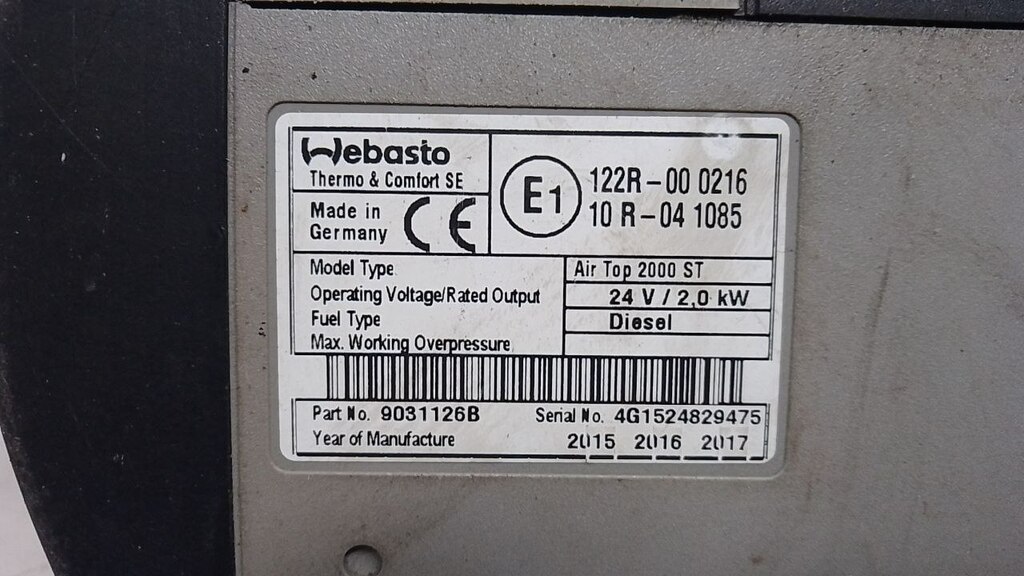 Webasto
Thermo & Comfort SE
Made in
Germany
CE
E1
122R-00 0216
10 R-04 1085
Model Type
Air Top 2000 ST
Operating Voltage/Rated Output
24 V / 2,0 kW
Fuel Type
Diesel
Max. Working Overpressure
Part No. 9031126B
Serial No. 4G1524829475
Year of Manufacture
2015 2016 2017